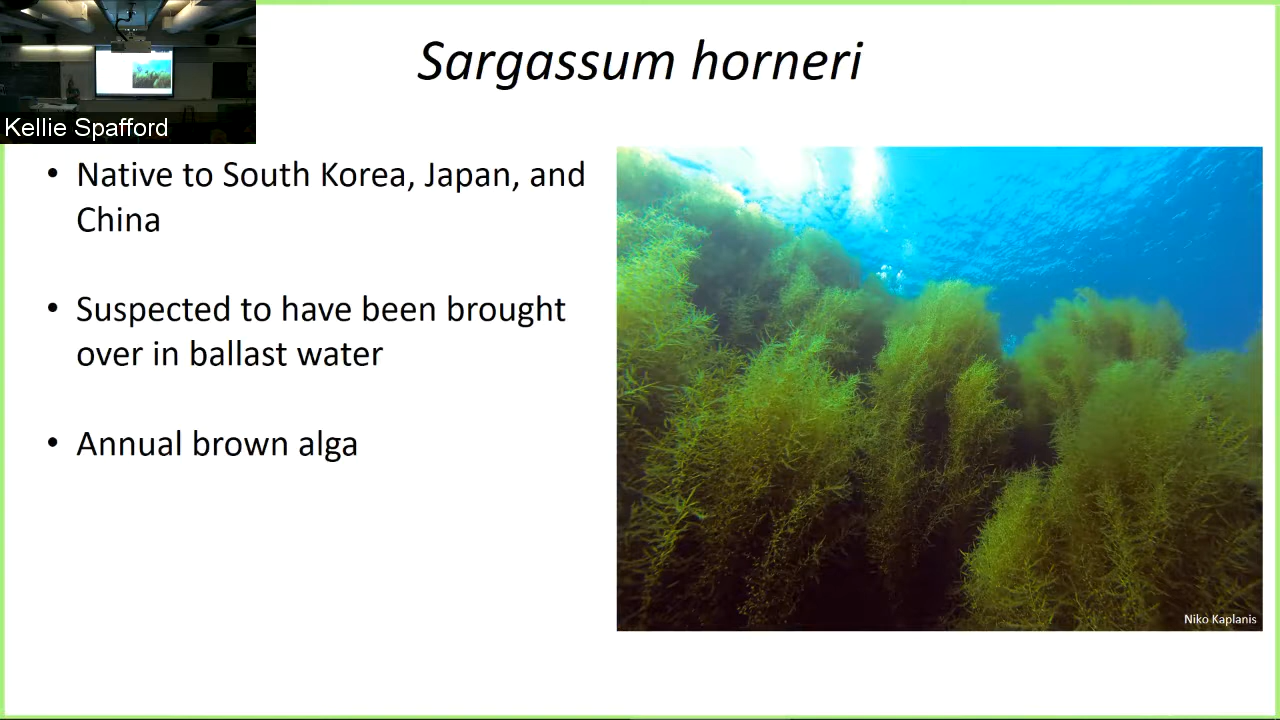 Sargassum horneri
Kellie Spafford
• Native to South Korea, Japan, and
China
• Suspected to have been brought
over in ballast water
• Annual brown alga
Niko Kaplanis